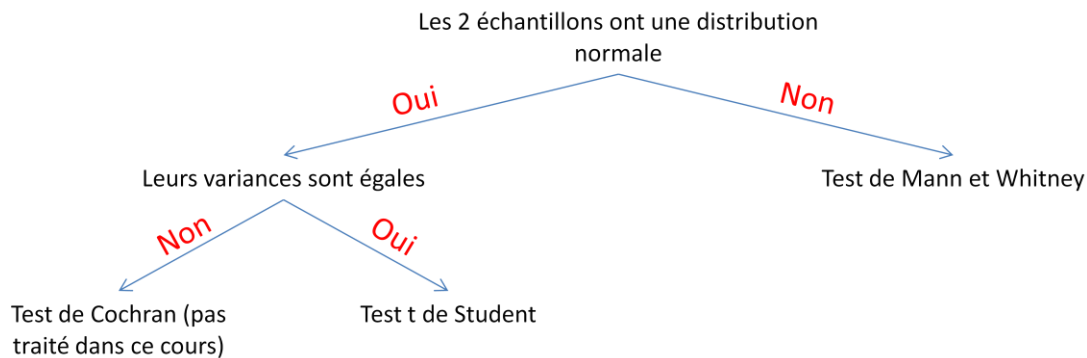 Les 2 échantillons ont une distribution
normale
Oui
Non
Leurs variances sont égales
Test de Mann et Whitney
Non
Oui
Test de Cochran (pas
traité dans ce cours)
Test t de Student